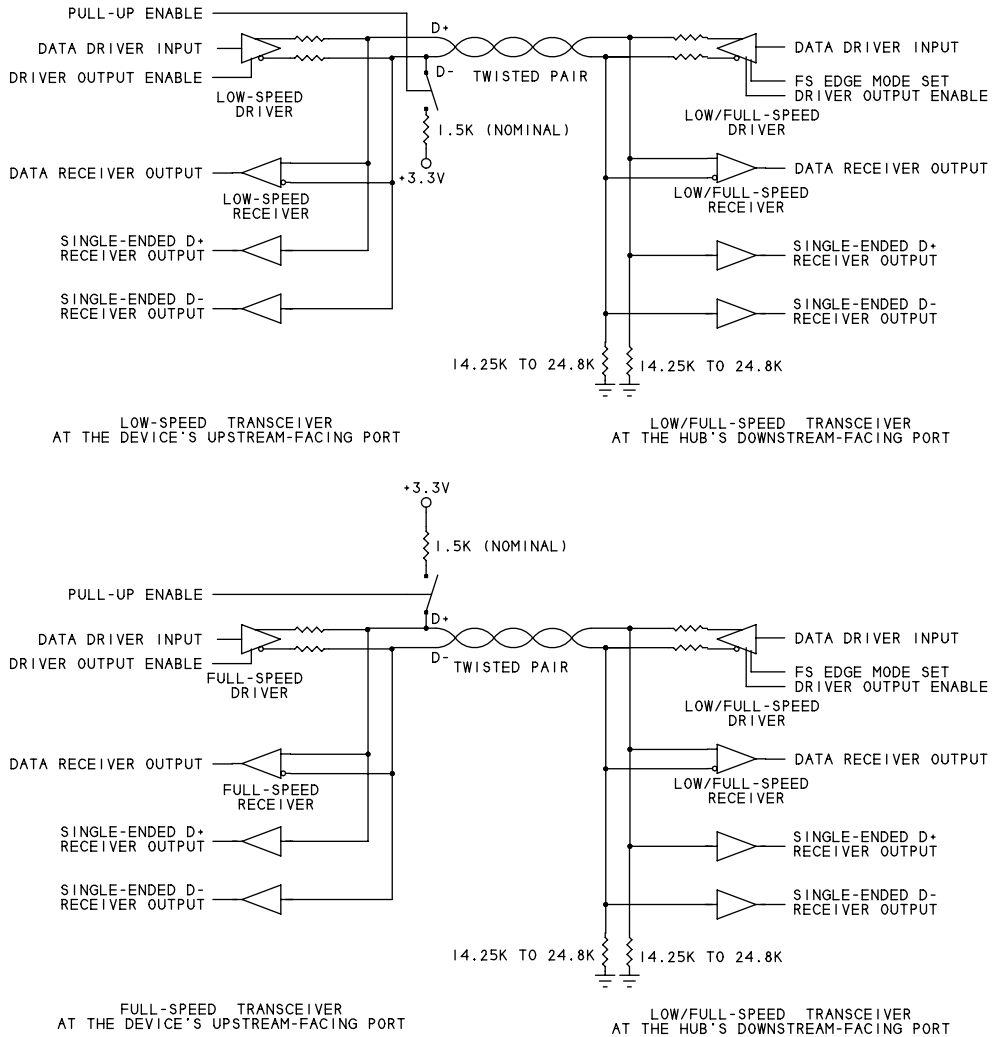 PULL-UP ENABLE
DATA DRIVER INPUT
DRIVER OUTPUT ENABLE
LOW-SPEED
DRIVER
D+
D-
TWISTED PAIR
1.5K (NOMINAL)
+3.3V
DATA DRIVER INPUT
FS EDGE MODE SET
DRIVER OUTPUT ENABLE
LOW/FULL-SPEED
DRIVER
DATA RECEIVER OUTPUT
LOW-SPEED
RECEIVER
DATA RECEIVER OUTPUT
LOW/FULL-SPEED
RECEIVER
SINGLE-ENDED D+
RECEIVER OUTPUT
SINGLE-ENDED D+
RECEIVER OUTPUT
SINGLE-ENDED D-
RECEIVER OUTPUT
SINGLE-ENDED D-
RECEIVER OUTPUT
14.25K TO 24.8K
14.25K TO 24.8K
LOW-SPEED TRANSCEIVER
AT THE DEVICE'S UPSTREAM-FACING PORT
LOW/FULL-SPEED TRANSCEIVER
AT THE HUB'S DOWNSTREAM-FACING PORT
+3.3V
1.5K (NOMINAL)
PULL-UP ENABLE
DATA DRIVER INPUT
DRIVER OUTPUT ENABLE
FULL-SPEED
DRIVER
D+
D-
TWISTED PAIR
DATA DRIVER INPUT
FS EDGE MODE SET
DRIVER OUTPUT ENABLE
LOW/FULL-SPEED
DRIVER
DATA RECEIVER OUTPUT
FULL-SPEED
RECEIVER
DATA RECEIVER OUTPUT
LOW/FULL-SPEED
RECEIVER
SINGLE-ENDED D+
RECEIVER OUTPUT
SINGLE-ENDED D+
RECEIVER OUTPUT
SINGLE-ENDED D-
RECEIVER OUTPUT
SINGLE-ENDED D-
RECEIVER OUTPUT
14.25K TO 24.8K
14.25K TO 24.8K
FULL-SPEED TRANSCEIVER
AT THE DEVICE'S UPSTREAM-FACING PORT
LOW/FULL-SPEED TRANSCEIVER
AT THE HUB'S DOWNSTREAM-FACING PORT